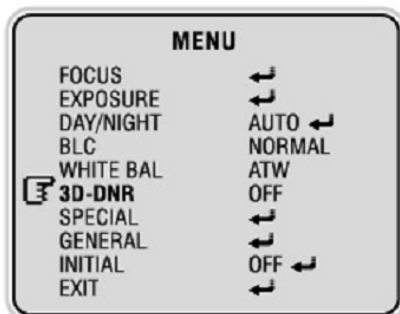 MENU
FOCUS ↵
EXPOSURE ↵
DAY/NIGHT AUTO ↵
BLC NORMAL
WHITE BAL ATW
3D-DNR OFF
SPECIAL ↵
GENERAL ↵
INITIAL OFF ↵
EXIT ↵